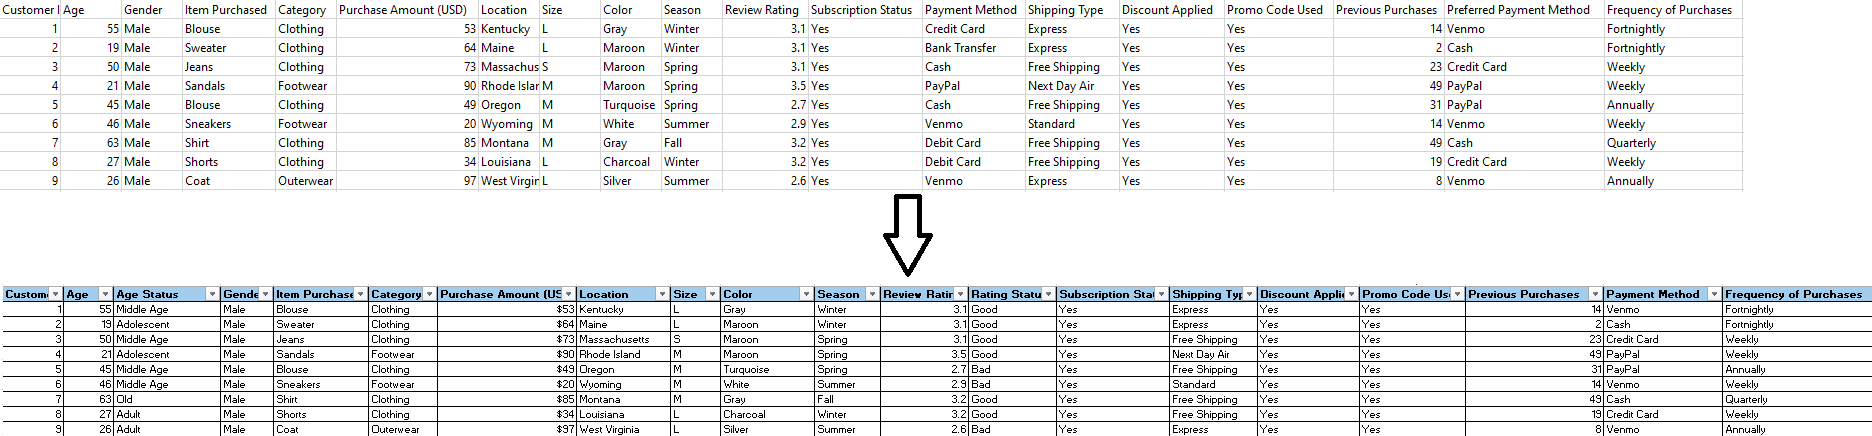 Customer I Age Gender Item Purchased Category Purchase Amount (USD) Location Size Color Season Review Rating Subscription Status Payment Method Shipping Type Discount Applied Promo Code Used Previous Purchases Preferred Payment Method Frequency of Purchases
1 55 Male Blouse Clothing 53 Kentucky L Gray Winter 3.1 Yes Credit Card Express Yes Yes 14 Venmo Fortnightly
2 19 Male Sweater Clothing 64 Maine L Maroon Winter 3.1 Yes Bank Transfer Express Yes Yes 2 Cash Fortnightly
3 50 Male Jeans Clothing 73 Massachus S Maroon Spring 3.1 Yes Cash Free Shipping Yes Yes 23 Credit Card Weekly
4 21 Male Sandals Footwear 90 Rhode Islar M Maroon Spring 3.5 Yes PayPal Next Day Air Yes Yes 49 PayPal Weekly
5 45 Male Blouse Clothing 49 Oregon M Turquoise Spring 2.7 Yes Cash Free Shipping Yes Yes 31 PayPal Annually
6 46 Male Sneakers Footwear 20 Wyoming M White Summer 2.9 Yes Venmo Standard Yes Yes 14 Venmo Weekly
7 63 Male Shirt Clothing 85 Montana M Gray Fall 3.2 Yes Debit Card Free Shipping Yes Yes 49 Cash Quarterly
8 27 Male Shorts Clothing 34 Louisiana L Charcoal Winter 3.2 Yes Debit Card Free Shipping Yes Yes 19 Credit Card Weekly
9 26 Male Coat Outerwear 97 West Virgir L Silver Summer 2.6 Yes Venmo Express Yes Yes 8 Venmo Annually
Custom Age Age Status Gende Item Purchase Category Purchase Amount (US Location Size Color Season Review Ratir Rating Statu Subscription Stat Shipping Typ Discount Applie Promo Code Us Previous Purchases Payment Method Frequency of Purchases
1 55 Middle Age Male Blouse Clothing $53 Kentucky L Gray Winter 3.1 Good Yes Express Yes Yes 14 Venmo Fortnightly
2 19 Adolescent Male Sweater Clothing $64 Maine L Maroon Winter 3.1 Good Yes Express Yes Yes 2 Cash Fortnightly
3 50 Middle Age Male Jeans Clothing $73 Massachusetts S Maroon Spring 3.1 Good Yes Free Shipping Yes Yes 23 Credit Card Weekly
4 21 Adolescent Male Sandals Footwear $90 Rhode Island M Maroon Spring 3.5 Good Yes Next Day Air Yes Yes 49 PayPal Weekly
5 45 Middle Age Male Blouse Clothing $49 Oregon M Turquoise Spring 2.7 Bad Yes Free Shipping Yes Yes 31 PayPal Annually
6 46 Middle Age Male Sneakers Footwear $20 Wyoming M White Summer 2.9 Bad Yes Standard Yes Yes 14 Venmo Weekly
7 63 Old Male Shirt Clothing $85 Montana M Gray Fall 3.2 Good Yes Free Shipping Yes Yes 49 Cash Quarterly
8 27 Adult Male Shorts Clothing $34 Louisiana L Charcoal Winter 3.2 Good Yes Free Shipping Yes Yes 19 Credit Card Weekly
9 26 Adult Male Coat Outerwear $97 West Virginia L Silver Summer 2.6 Bad Yes Express Yes Yes 8 Venmo Annually